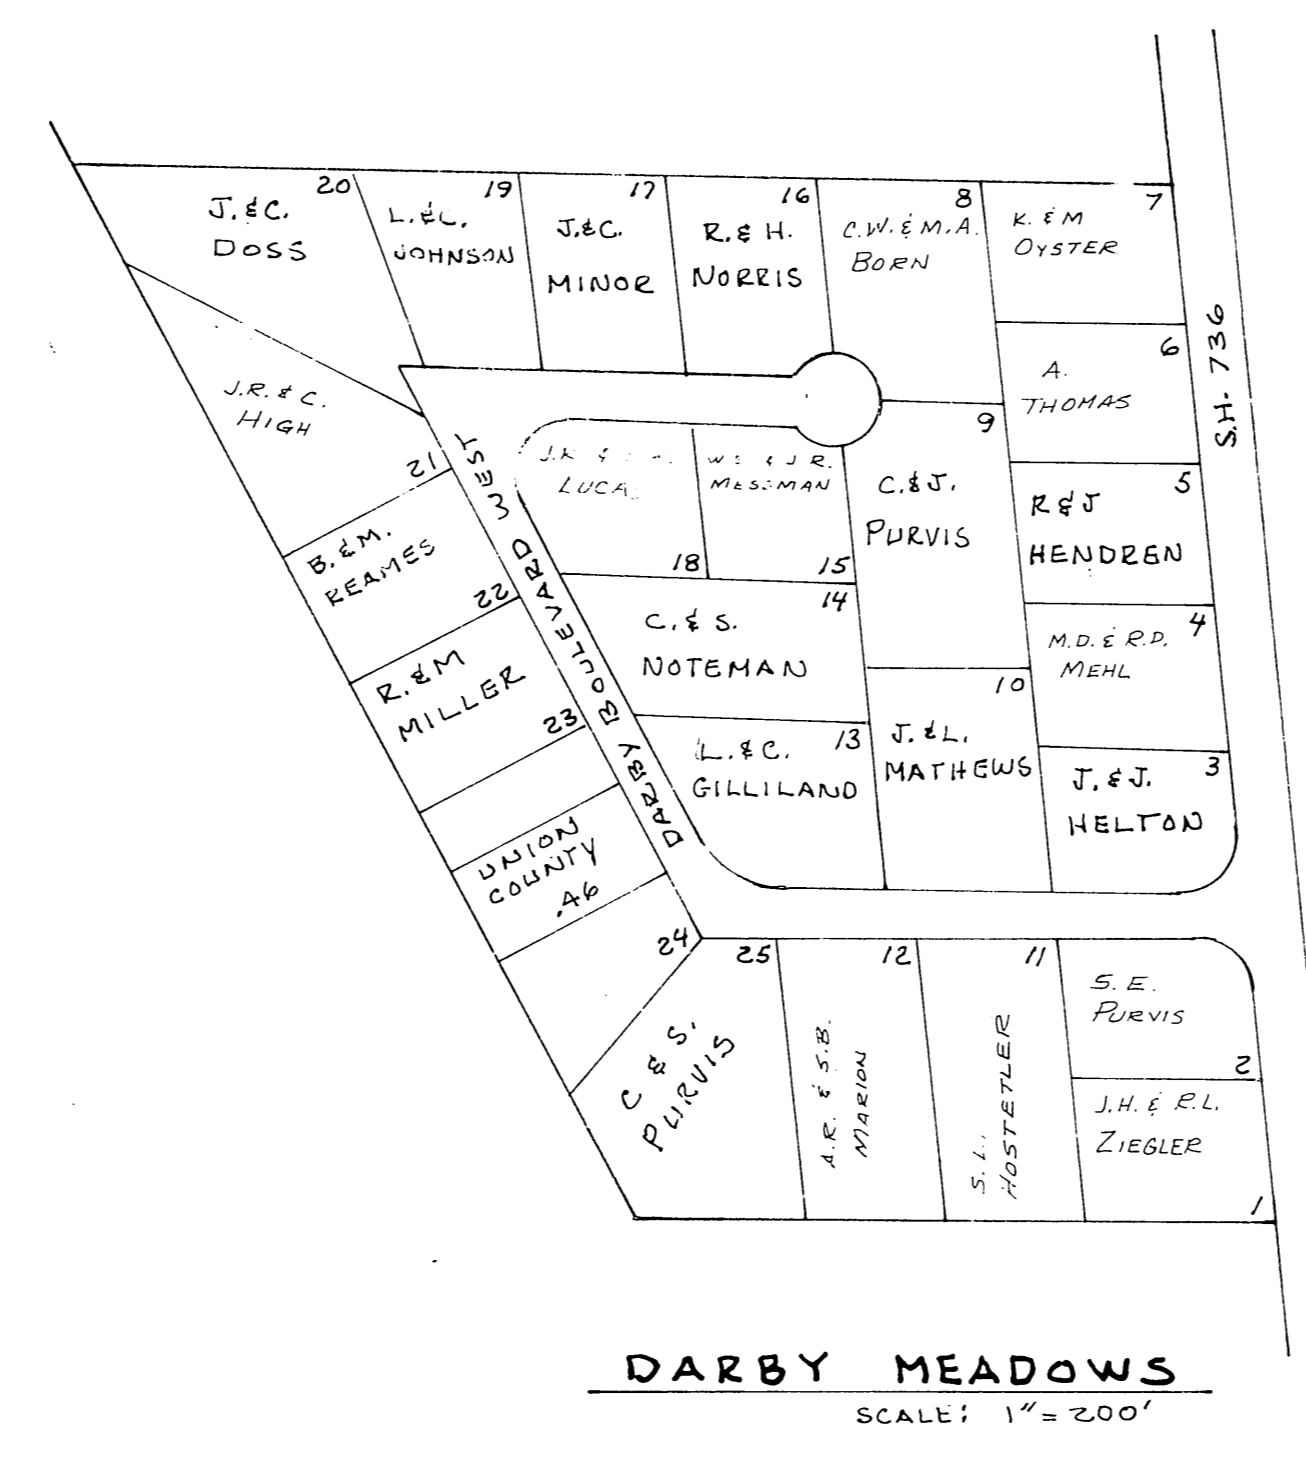 20
J. & C.
DOSS
19
L. & L.
JOHNSON
17
J. & C.
MINOR
16
R. & H.
NORRIS
8
C.W. & M.A.
BORN
7
K. & M
OYSTER
6
A.
THOMAS
S.H. 736
J.R. & C.
HIGH
21
DARBY BOULEVARD WEST
J.K &
LUCA
18
W & J R.
MESSMAN
15
9
C. & J.
PURVIS
5
R & J
HENDREN
B. & M.
REAMES
22
14
C. & S.
NOTEMAN
4
M.D. & R.D.
MEHL
R. & M
MILLER
23
13
L. & C.
GILLILAND
10
J. & L.
MATHEWS
3
J. & J.
HELTON
UNION
COUNTY
.46
24
25
C & S.
PURVIS
12
A.R. & S.B.
MARION
11
S. L.
HOSTETLER
S. E.
PURVIS
2
J.H. & R.L.
ZIEGLER
1
DARBY MEADOWS
SCALE: 1" = 200'